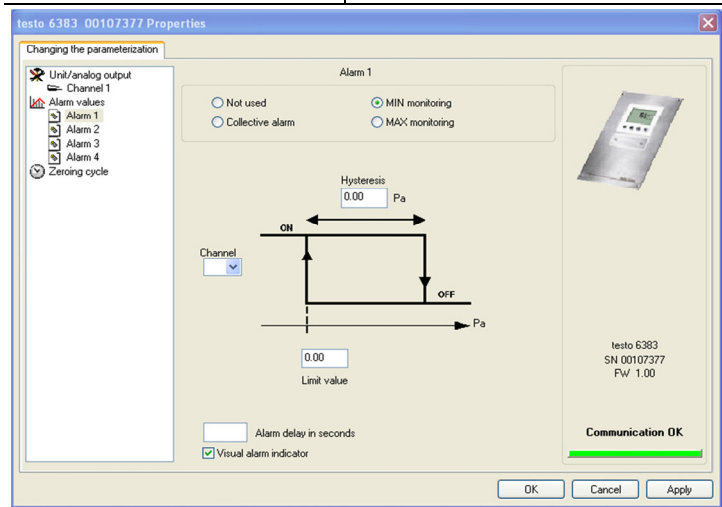 testo 6383 00107377 Properties
Changing the parameterization
Unit/analog output
Channel 1
Alarm values
Alarm 1
Alarm 2
Alarm 3
Alarm 4
Zeroing cycle
Alarm 1
Not used
MIN monitoring
Collective alarm
MAX monitoring
Hysteresis
0.00 Pa
ON
Channel
OFF
Pa
0.00
Limit value
Alarm delay in seconds
Visual alarm indicator
testo 6383
SN 00107377
FW 1.00
Communication OK
OK Cancel Apply